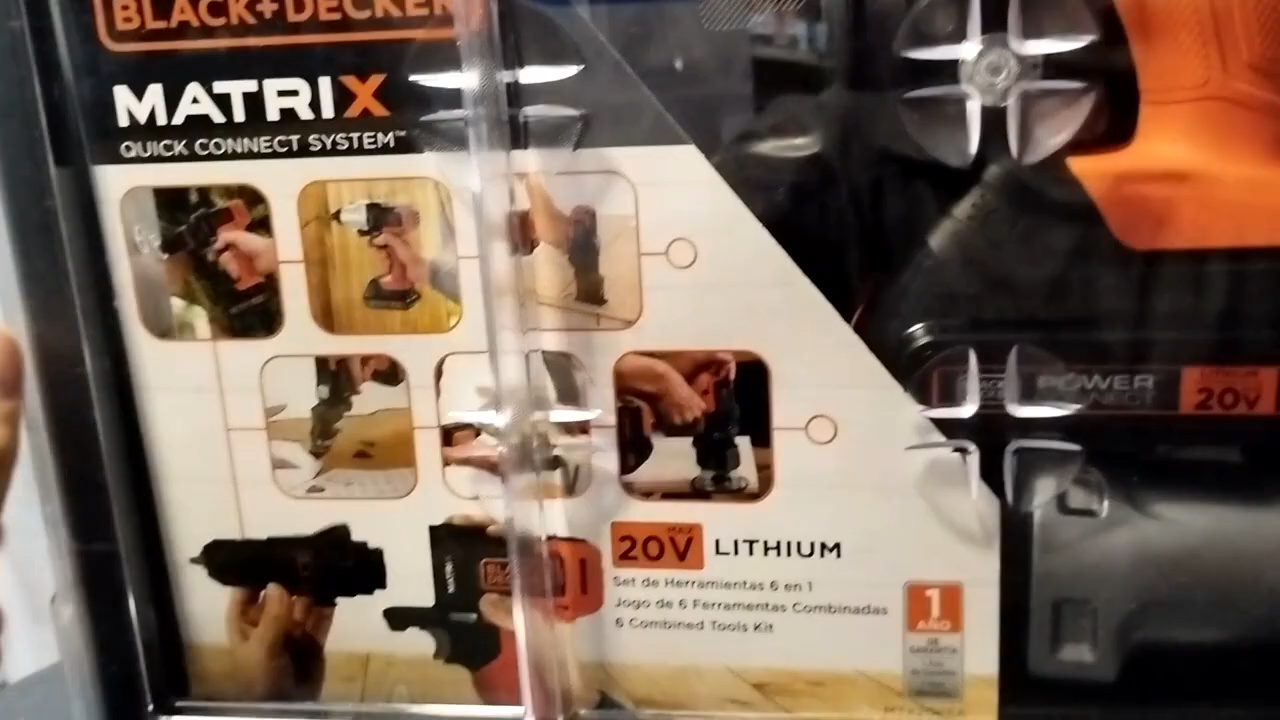 BLACK+DECKER
MATRIX
QUICK CONNECT SYSTEM™
POWER
20V
MATRIX
MAX
20V LITHIUM
Set de Herramientas 6 en 1
Jogo de 6 Ferramentas Combinadas
6 Combined Tools Kit
1
AÑO
DE
GARANTÍA